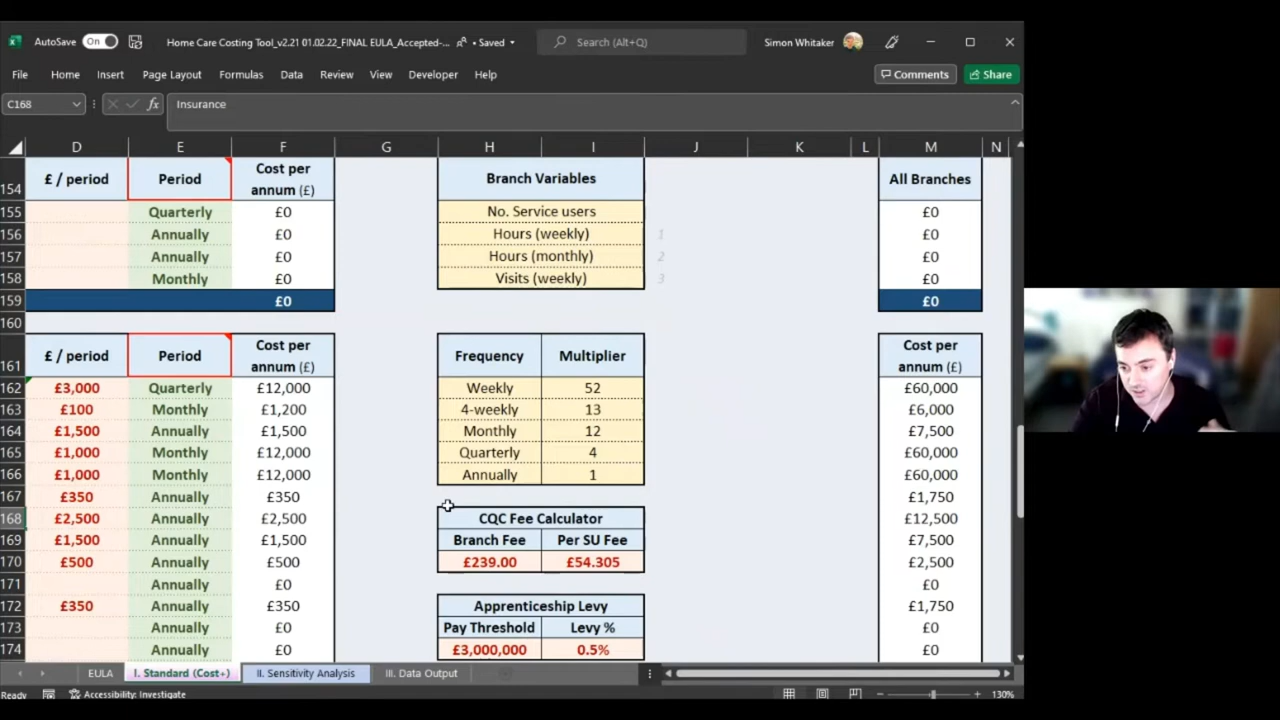 AutoSave On Home Care Costing Tool_v2.21 01.02.22_FINAL EULA_Accepted-... • Saved Search (Alt+Q) Simon Whitaker
File Home Insert Page Layout Formulas Data Review View Developer Help Comments Share
C168 fx Insurance
D E F G H I J K L M N
154 £ / period Period Cost per annum (£) Branch Variables All Branches
155 Quarterly £0 No. Service users £0
156 Annually £0 Hours (weekly) 1 £0
157 Annually £0 Hours (monthly) 2 £0
158 Monthly £0 Visits (weekly) 3 £0
159 £0 £0
160
161 £ / period Period Cost per annum (£) Frequency Multiplier Cost per annum (£)
162 £3,000 Quarterly £12,000 Weekly 52 £60,000
163 £100 Monthly £1,200 4-weekly 13 £6,000
164 £1,500 Annually £1,500 Monthly 12 £7,500
165 £1,000 Monthly £12,000 Quarterly 4 £60,000
166 £1,000 Monthly £12,000 Annually 1 £60,000
167 £350 Annually £350 £1,750
168 £2,500 Annually £2,500 CQC Fee Calculator £12,500
169 £1,500 Annually £1,500 Branch Fee Per SU Fee £7,500
170 £500 Annually £500 £239.00 £54.305 £2,500
171 Annually £0 £0
172 £350 Annually £350 Apprenticeship Levy £1,750
173 Annually £0 Pay Threshold Levy % £0
174 Annually £0 £3,000,000 0.5% £0
EULA I. Standard (Cost+) II. Sensitivity Analysis III. Data Output
Ready Accessibility: Investigate 130%